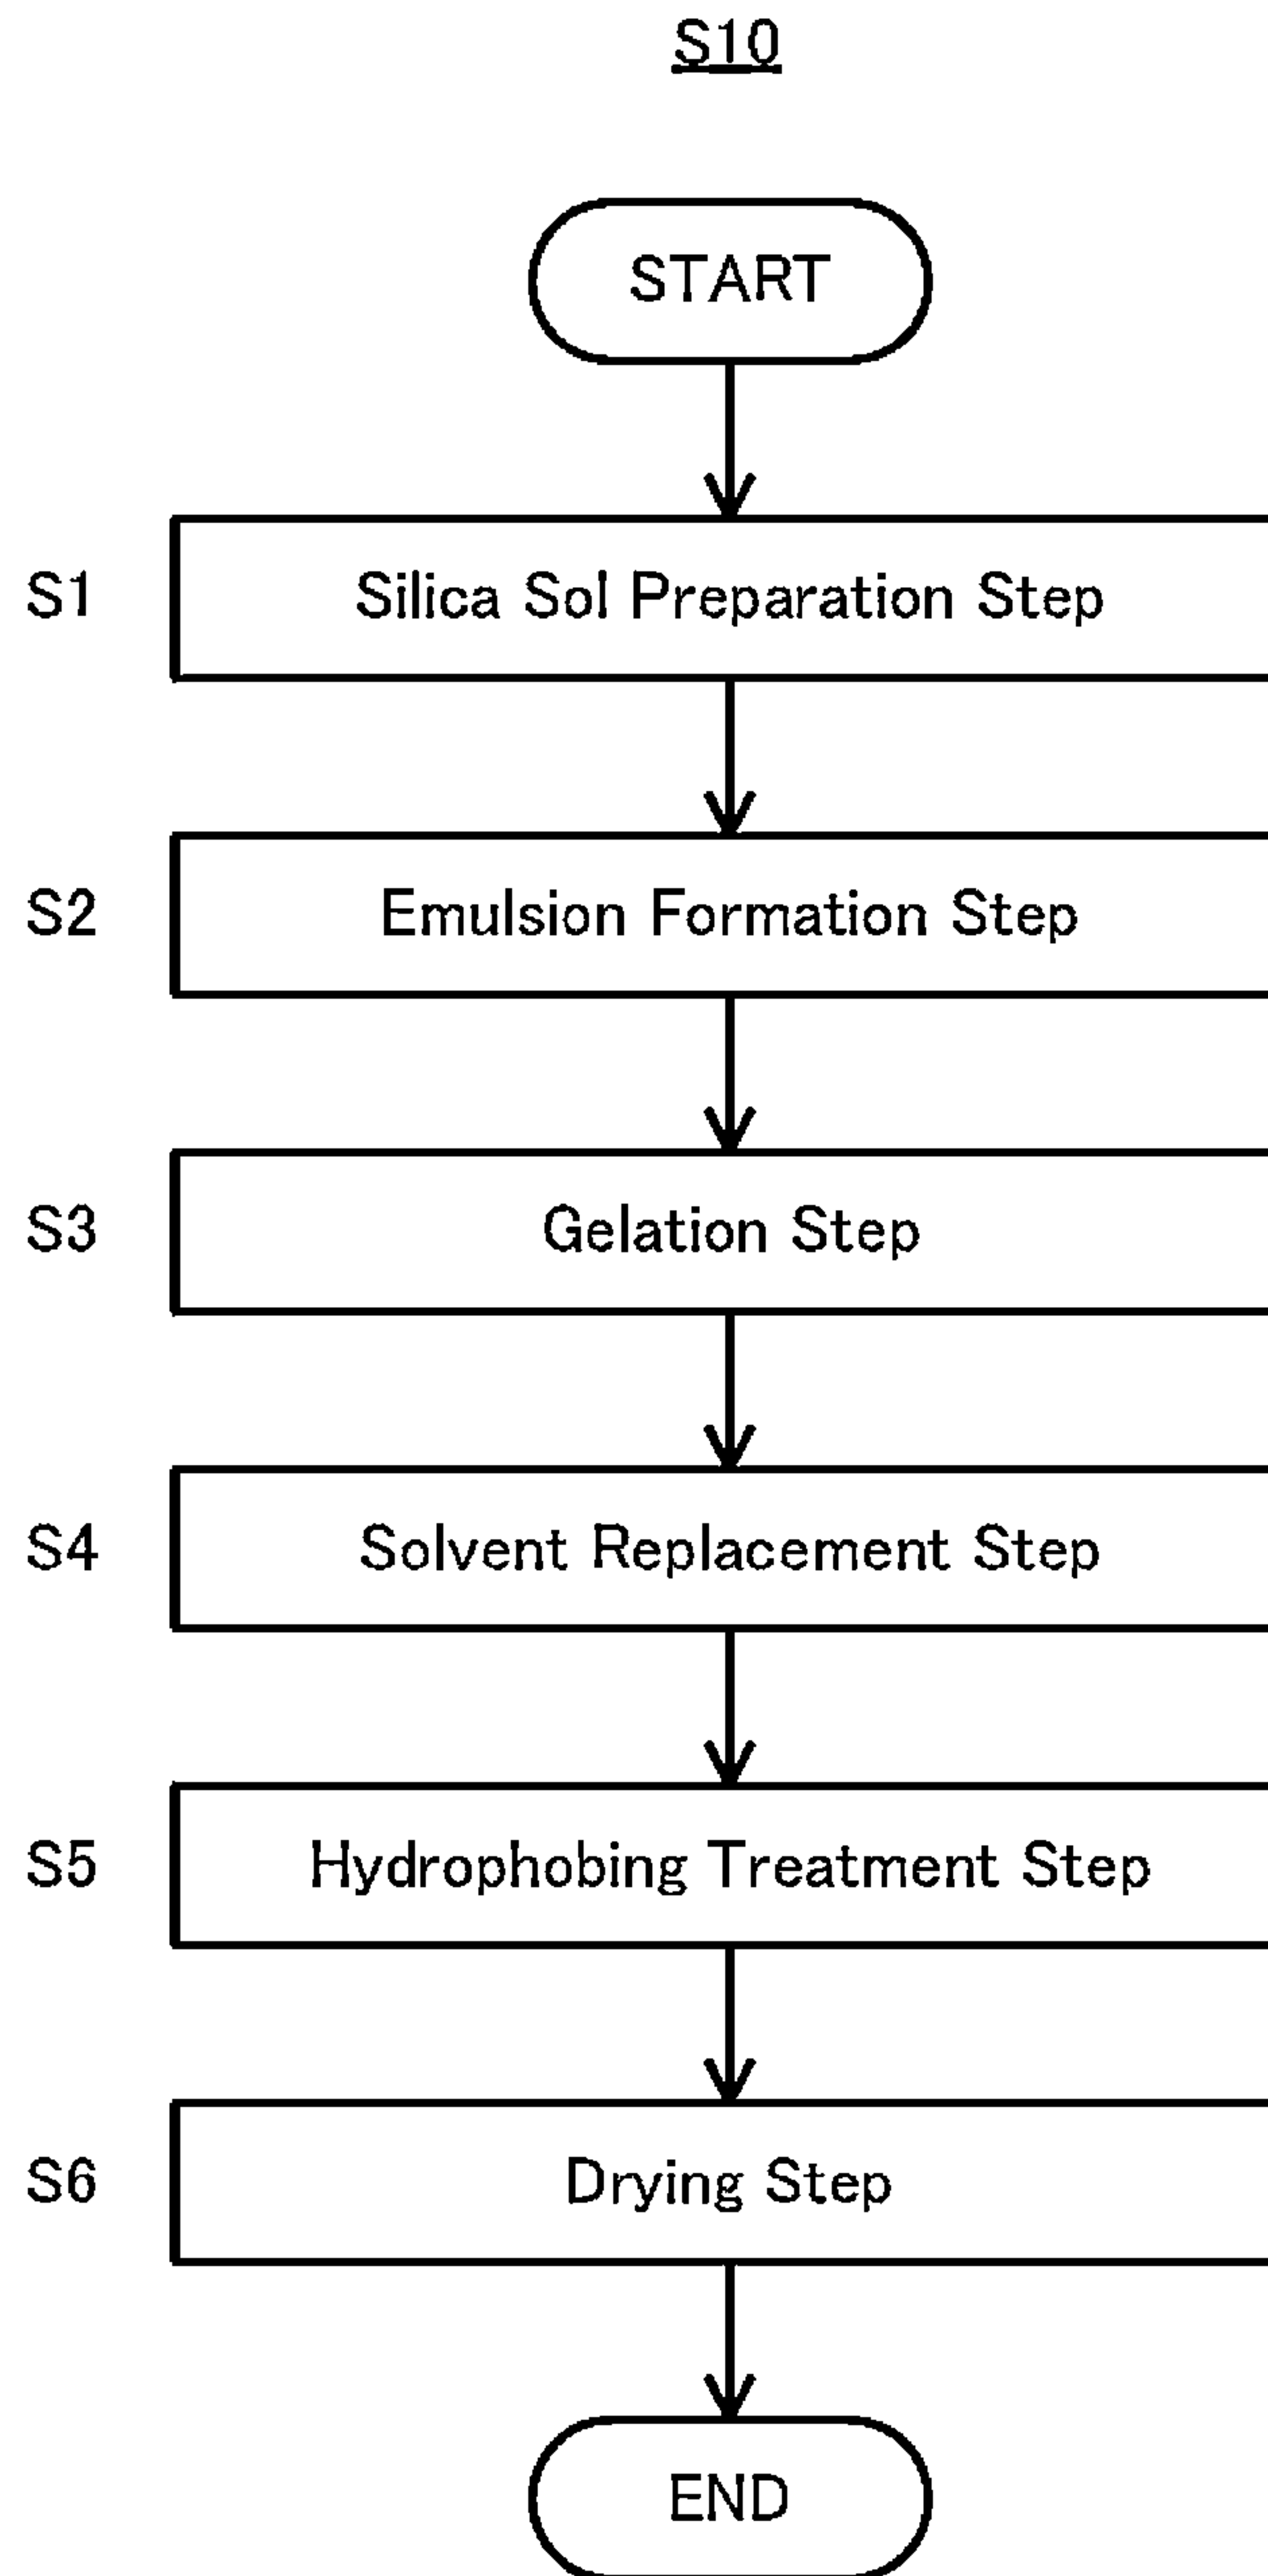 S10
START
S1 Silica Sol Preparation Step
S2 Emulsion Formation Step
S3 Gelation Step
S4 Solvent Replacement Step
S5 Hydrophobing Treatment Step
S6 Drying Step
END